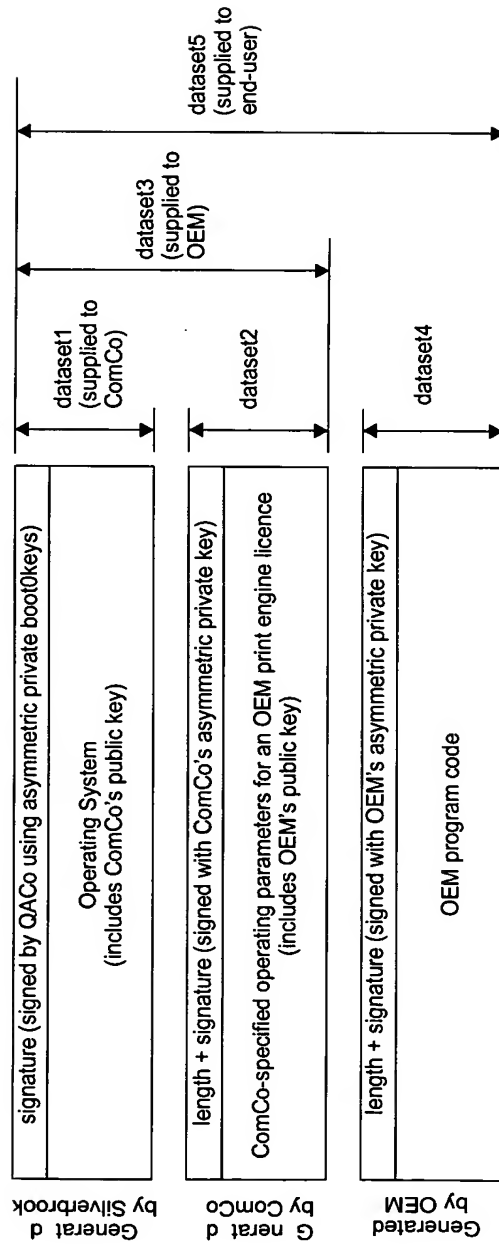 signature (signed by QACo using asymmetric private boot0keys)
Operating System
(includes ComCo's public key)
Generat d
by Silverbrook
dataset1
(supplied to
ComCo)
length + signature (signed with ComCo's asymmetric private key)
ComCo-specified operating parameters for an OEM print engine licence
(includes OEM's public key)
G nerat d
by ComCo
dataset2
dataset3
(supplied to
OEM)
length + signature (signed with OEM's asymmetric private key)
OEM program code
Generated
by OEM
dataset4
dataset5
(supplied to
end-user)